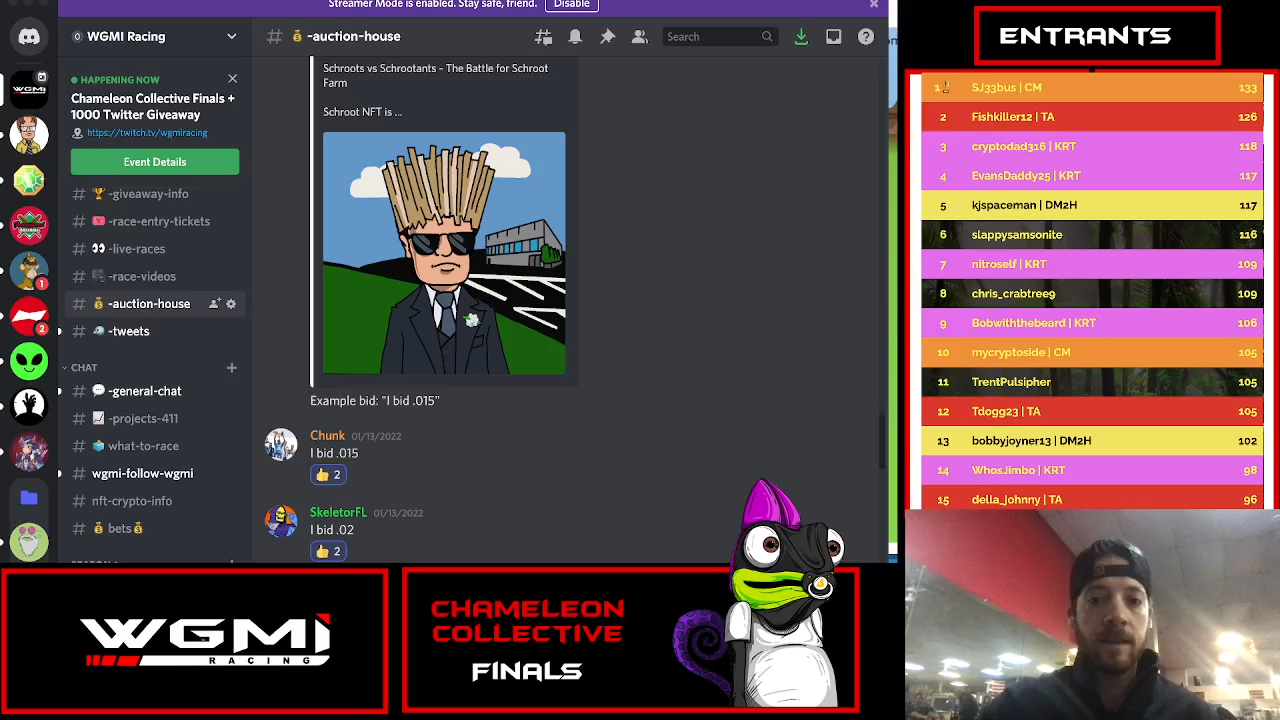 Streamer Mode is enabled. Stay safe, friend.
Disable
WGMI Racing
-auction-house
Search
HAPPENING NOW
Chameleon Collective Finals +
1000 Twitter Giveaway
https://twitch.tv/wgmiracing
Event Details
-giveaway-info
-race-entry-tickets
-live-races
-race-videos
-auction-house
-tweets
CHAT
-general-chat
-projects-411
what-to-race
wgmi-follow-wgmi
nft-crypto-info
bets
WGMI
1
2
Schroots vs Schrootants - The Battle for Schroot
Farm
Schroot NFT is ...
Example bid: "I bid .015"
Chunk 01/13/2022
I bid .015
2
SkeletorFL 01/13/2022
I bid .02
2
ENTRANTS
1 SJ33bus | CM 133
2 Fishkiller12 | TA 126
3 cryptodad316 | KRT 118
4 EvansDaddy25 | KRT 117
5 kjspaceman | DM2H 117
6 slappysamsonite 116
7 nitroself | KRT 109
8 chris_crabtree9 109
9 Bobwiththebeard | KRT 106
10 mycryptoside | CM 105
11 TrentPulsipher 105
12 Tdogg23 | TA 105
13 bobbyjoyner13 | DM2H 102
14 WhosJimbo | KRT 98
15 della_johnny | TA 96
WGMI
RACING
CHAMELEON
COLLECTIVE
FINALS